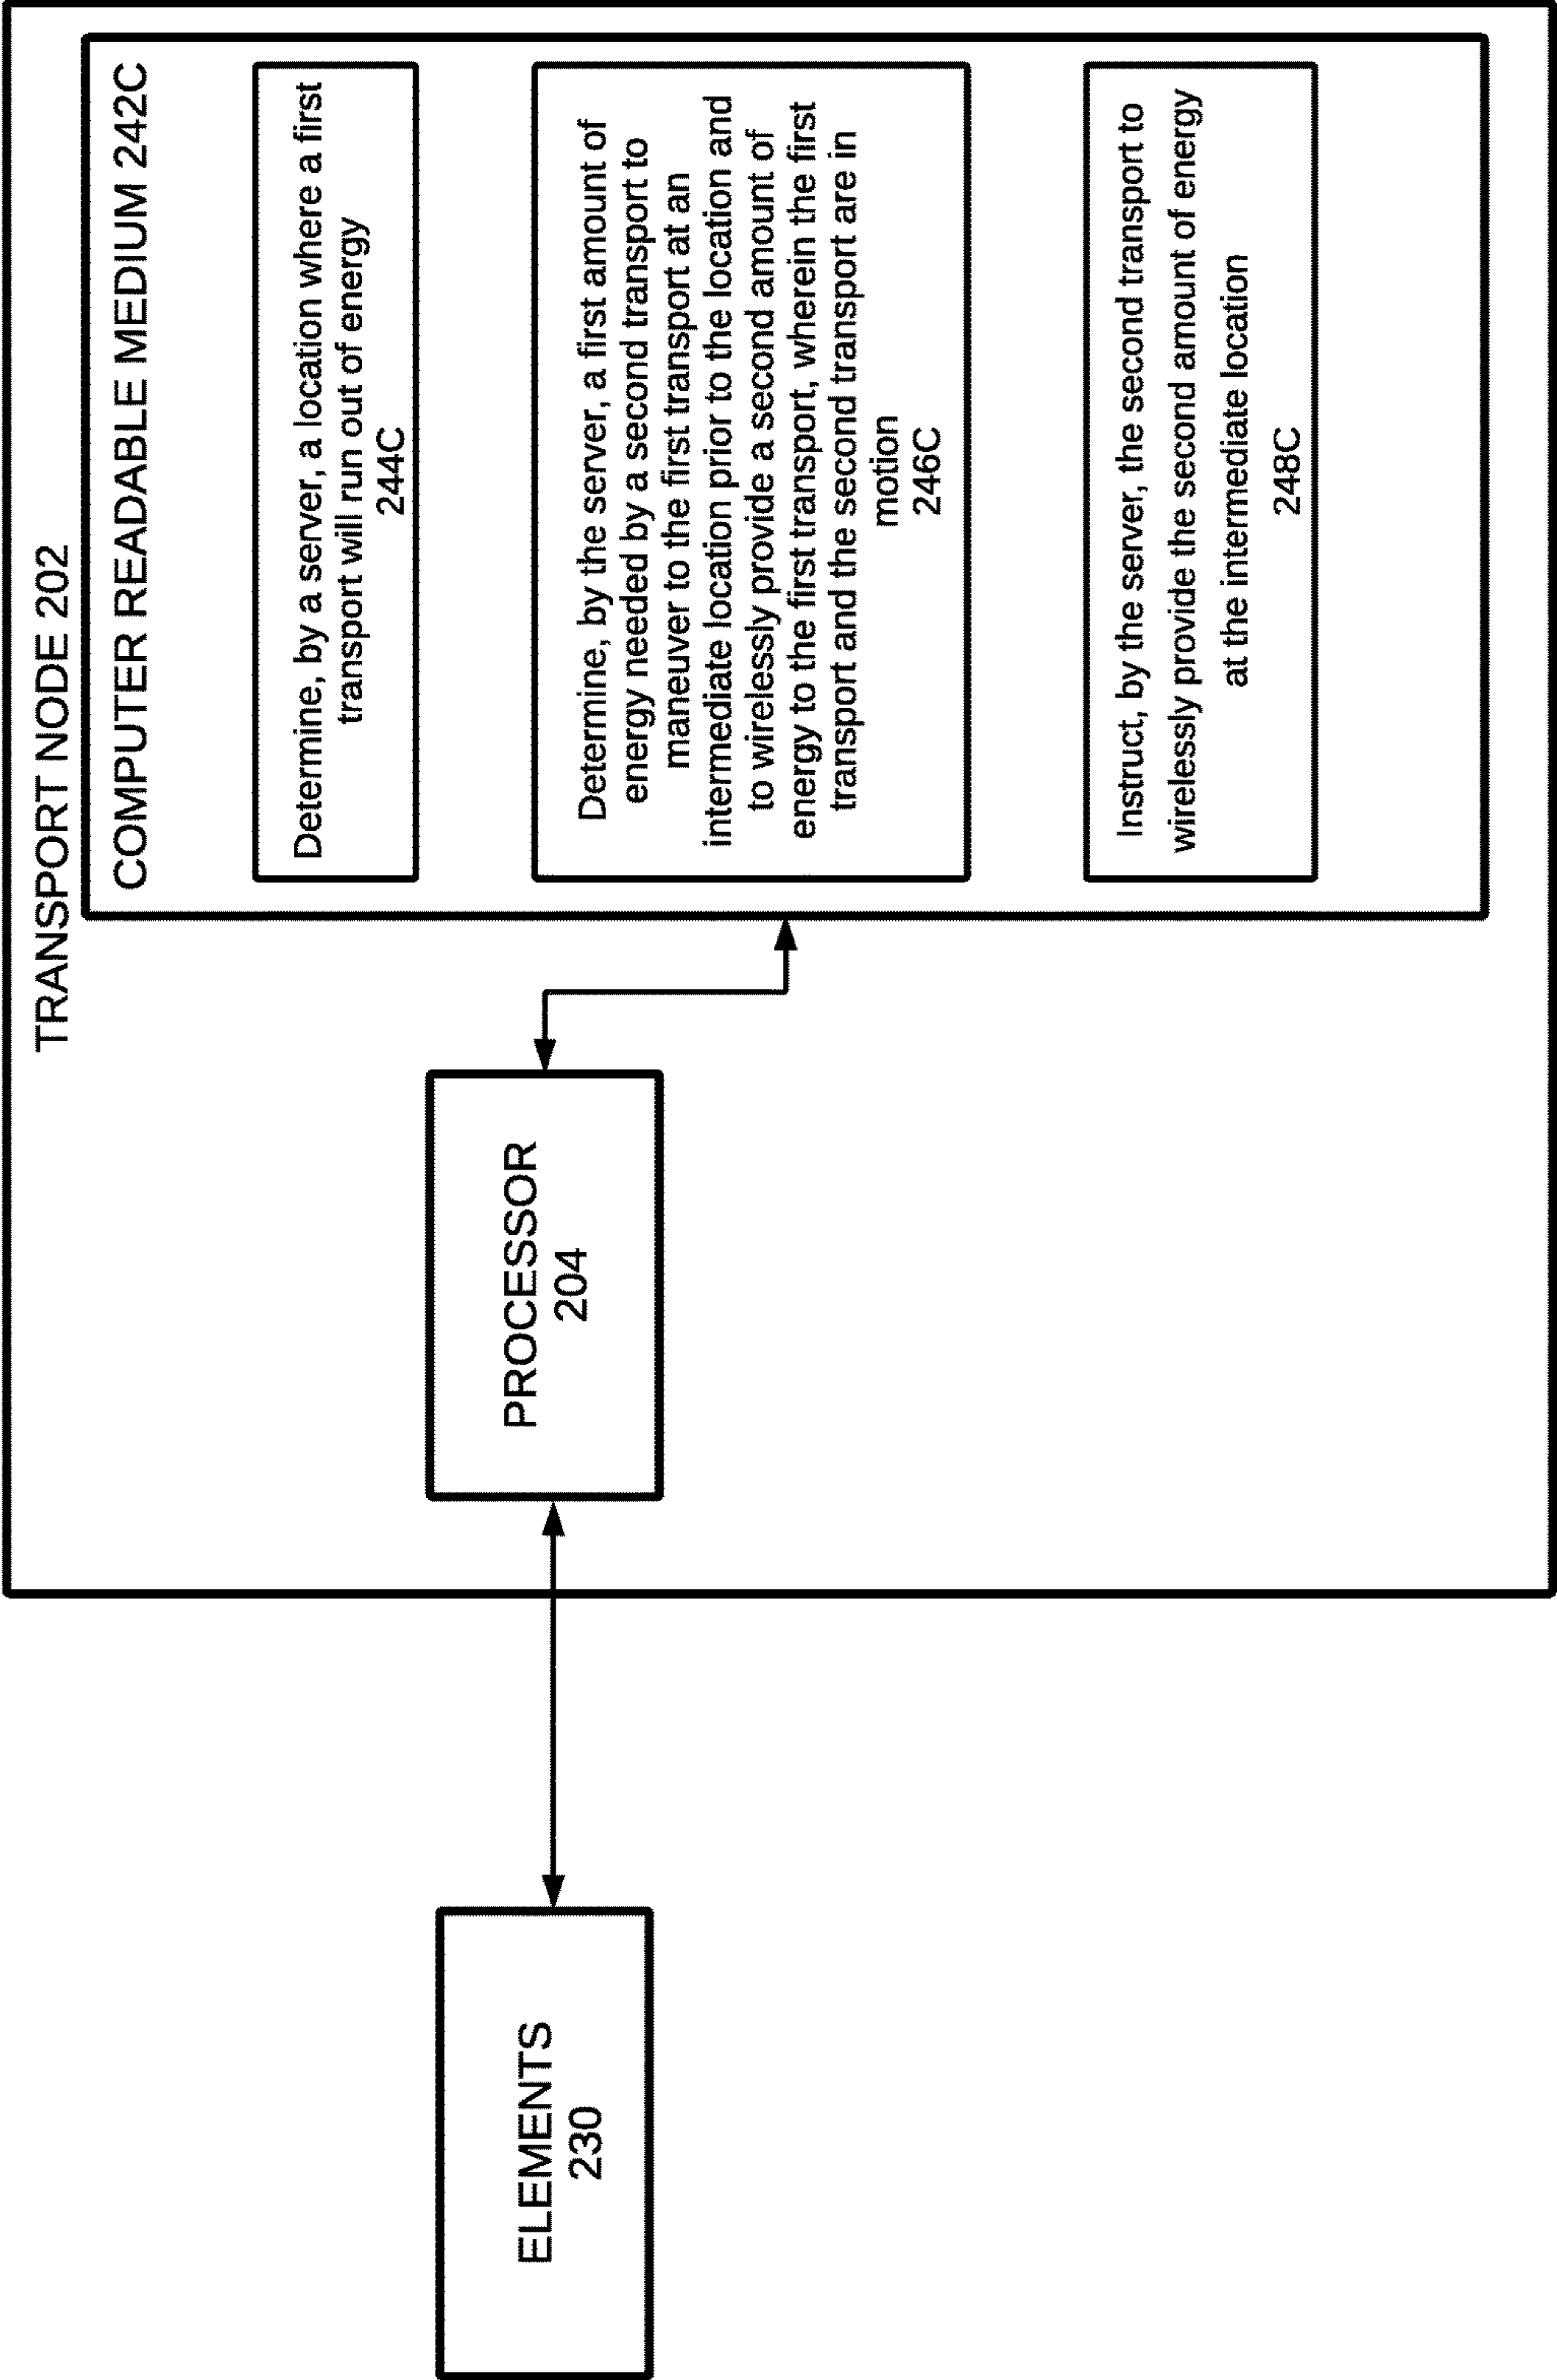 TRANSPORT NODE 202
COMPUTER READABLE MEDIUM 242C
Determine, by a server, a location where a first
transport will run out of energy
244C
Determine, by the server, a first amount of
energy needed by a second transport to
maneuver to the first transport at an
intermediate location prior to the location and
to wirelessly provide a second amount of
energy to the first transport, wherein the first
transport and the second transport are in
motion
246C
Instruct, by the server, the second transport to
wirelessly provide the second amount of energy
at the intermediate location
248C
PROCESSOR
204
ELEMENTS
230